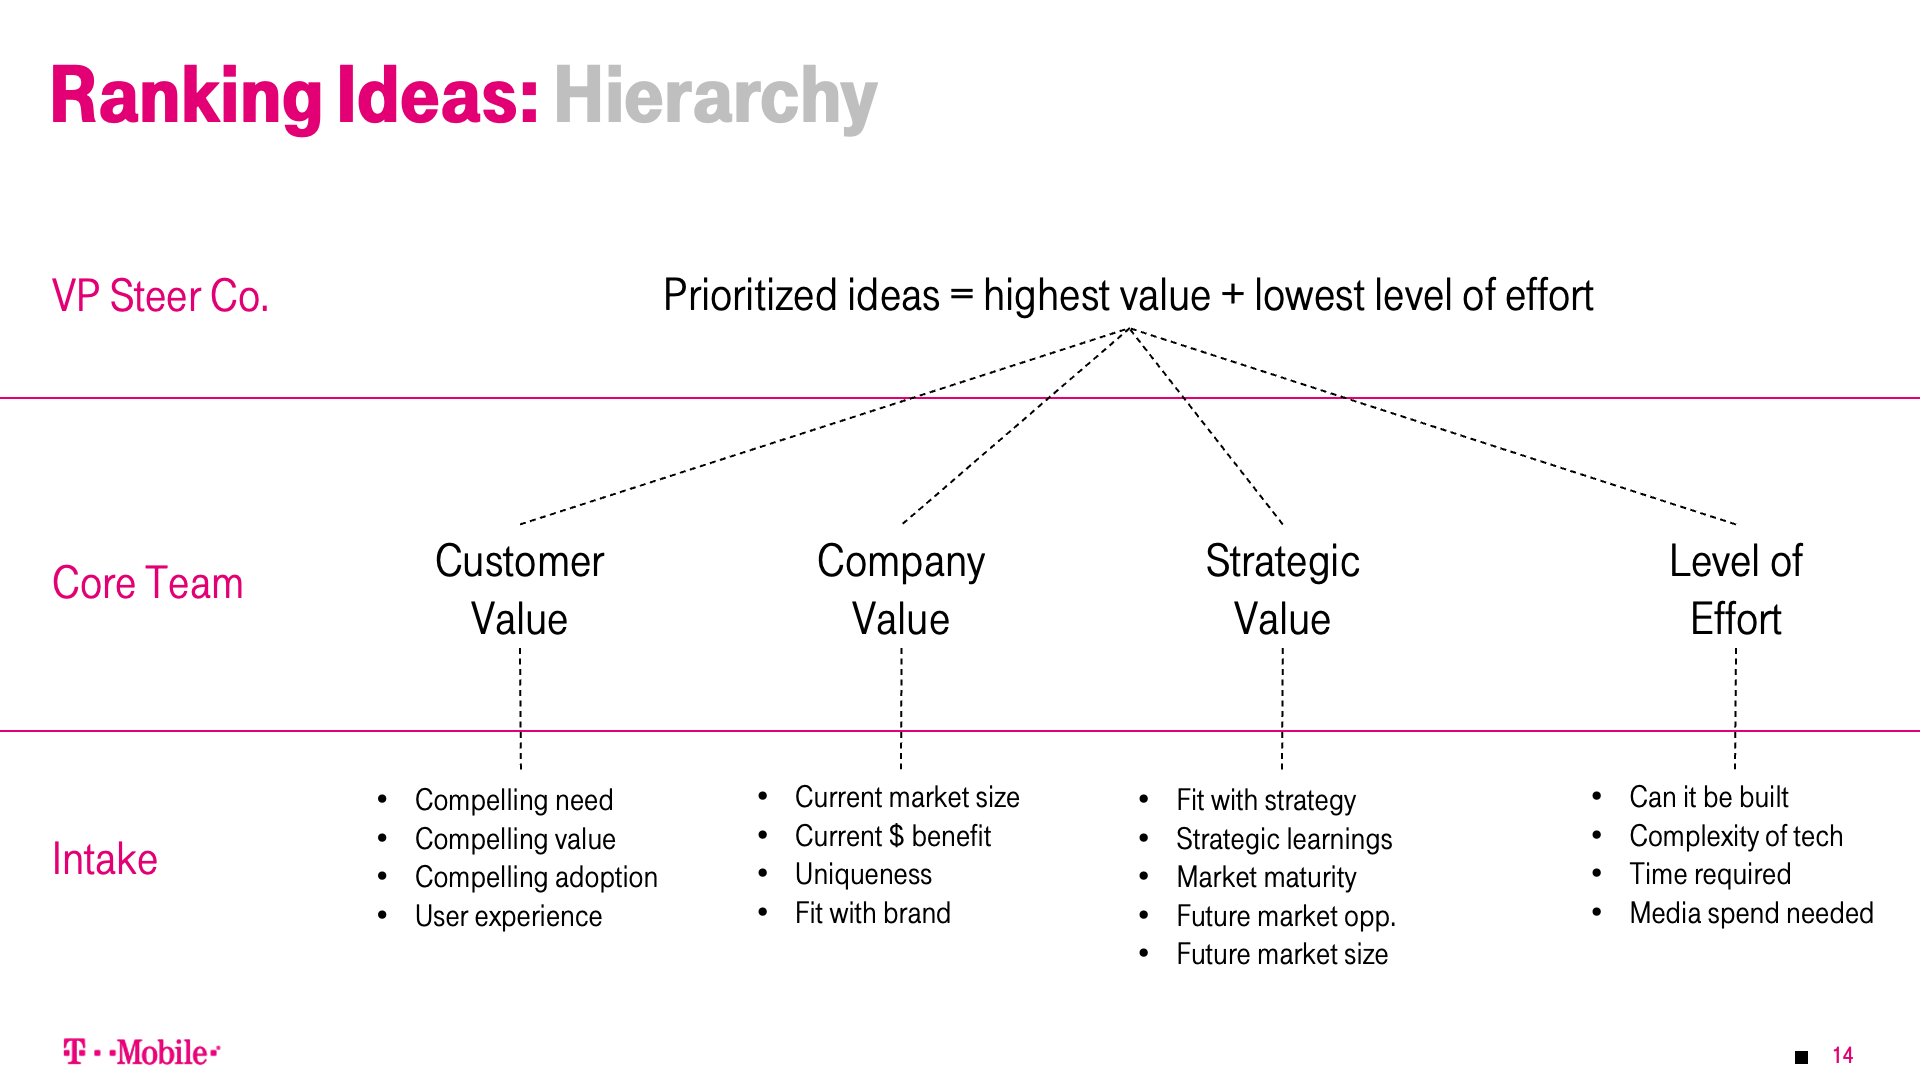 Ranking Ideas: Hierarchy
VP Steer Co.
Prioritized ideas = highest value + lowest level of effort
Core Team
Customer
Value
Company
Value
Strategic
Value
Level of
Effort
Intake
• Compelling need
• Compelling value
• Compelling adoption
• User experience
• Current market size
• Current $ benefit
• Uniqueness
• Fit with brand
• Fit with strategy
• Strategic learnings
• Market maturity
• Future market opp.
• Future market size
• Can it be built
• Complexity of tech
• Time required
• Media spend needed
T··Mobile·
14